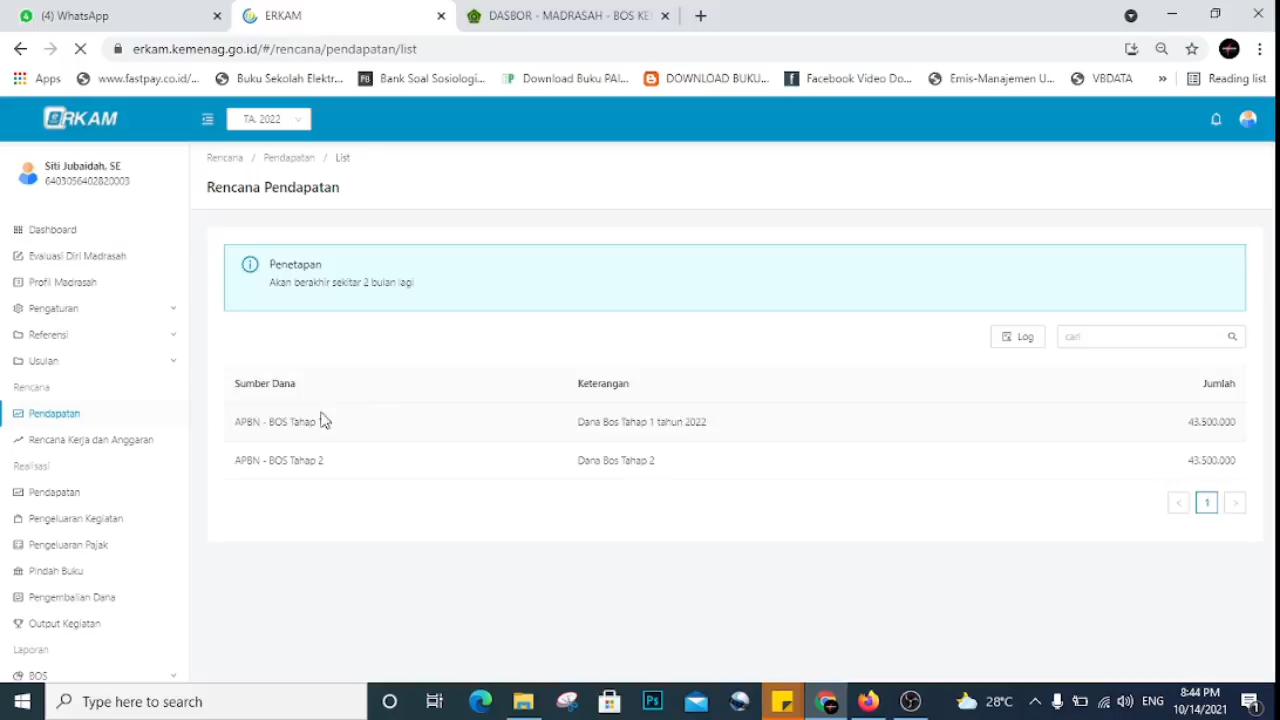 (4) WhatsApp
ERKAM
DASBOR - MADRASAH - BOS KE
erkam.kemenag.go.id/#/rencana/pendapatan/list
Apps
www.fastpay.co.id/...
Buku Sekolah Elektr...
Bank Soal Sosiologi...
Download Buku PAI...
DOWNLOAD BUKU...
Facebook Video Do...
Emis-Manajemen U...
VBDATA
»
Reading list
eRKAM
TA. 2022
Siti Jubaidah, SE
6403056402820003
Dashboard
Evaluasi Diri Madrasah
Profil Madrasah
Pengaturan
Referensi
Usulan
Rencana
Pendapatan
Rencana Kerja dan Anggaran
Realisasi
Pendapatan
Pengeluaran Kegiatan
Pengeluaran Pajak
Pindah Buku
Pengembalian Dana
Output Kegiatan
Laporan
BOS
Rencana / Pendapatan / List
Rencana Pendapatan
Penetapan
Akan berakhir sekitar 2 bulan lagi
Log
cari
Sumber Dana Keterangan Jumlah
APBN - BOS Tahap Dana Bos Tahap 1 tahun 2022 43.500.000
APBN - BOS Tahap 2 Dana Bos Tahap 2 43.500.000
< 1 >
Type here to search
Ps
28°C
ENG
8:44 PM
10/14/2021
1